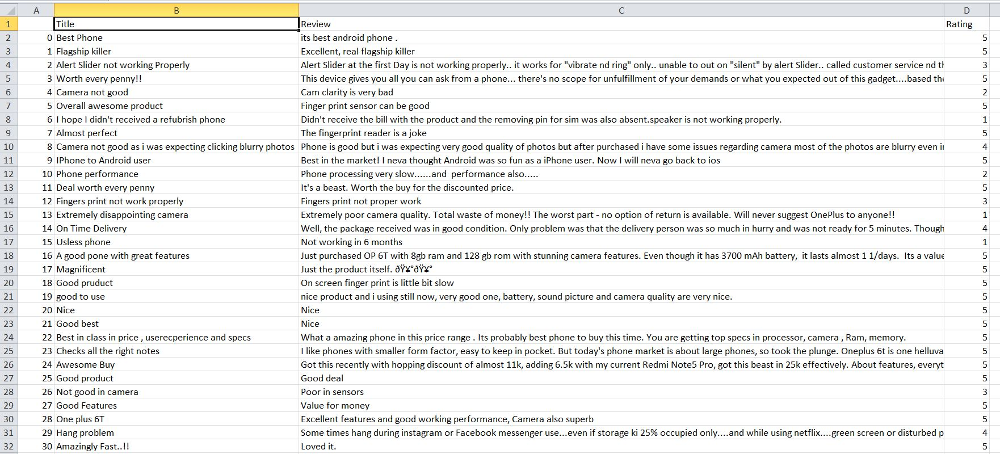 A B C D
1 Title Review Rating
2 0 Best Phone its best android phone . 5
3 1 Flagship killer Excellent, real flagship killer 5
4 2 Alert Slider not working Properly Alert Slider at the first Day is not working properly.. it works for "vibrate nd ring" only.. unable to out on "silent" by alert Slider.. called customer service nd th 3
5 3 Worth every penny!! This device gives you all you can ask from a phone... there's no scope for unfulfillment of your demands or what you expected out of this gadget....based the 5
6 4 Camera not good Cam clarity is very bad 2
7 5 Overall awesome product Finger print sensor can be good 5
8 6 I hope I didn't received a refubrish phone Didn't receive the bill with the product and the removing pin for sim was also absent.speaker is not working properly. 1
9 7 Almost perfect The fingerprint reader is a joke 5
10 8 Camera not good as i was expecting clicking blurry photos Phone is good but i was expecting very good quality of photos but after purchased i have some issues regarding camera most of the photos are blurry even in 4
11 9 IPhone to Android user Best in the market! I neva thought Android was so fun as a iPhone user. Now I will neva go back to ios 5
12 10 Phone performance Phone processing very slow......and  performance also..... 2
13 11 Deal worth every penny It's a beast. Worth the buy for the discounted price. 5
14 12 Fingers print not work properly Fingers print not proper work 3
15 13 Extremely disappointing camera Extremely poor camera quality. Total waste of money!! The worst part - no option of return is available. Will never suggest OnePlus to anyone!! 1
16 14 On Time Delivery Well, the package received was in good condition. Only problem was that the delivery person was so much in hurry and was not ready for 5 minutes. Though 4
17 15 Usless phone Not working in 6 months 1
18 16 A good pone with great features Just purchased OP 6T with 8gb ram and 128 gb rom with stunning camera features. Even though it has 3700 mAh battery,  it lasts almost 1 1/days.  Its a value 5
19 17 Magnificent Just the product itself. ðŸ¥°ðŸ¥° 5
20 18 Good pruduct On screen finger print is little bit slow 5
21 19 good to use nice product and i using still now, very good one, battery, sound picture and camera quality are very nice. 5
22 20 Nice Nice 5
23 21 Good best Nice 5
24 22 Best in class in price , userecperience and specs What a amazing phone in this price range . Its probably best phone to buy this time. You are getting top specs in processor, camera , Ram, memory. 5
25 23 Checks all the right notes I like phones with smaller form factor, easy to keep in pocket. But today's phone market is about large phones, so took the plunge. Oneplus 6t is one helluva 5
26 24 Awesome Buy Got this recently with hopping discount of almost 11k, adding 6.5k with my current Redmi Note5 Pro, got this beast in 25k effectively. About features, everyt 5
27 25 Good product Good deal 5
28 26 Not good in camera Poor in sensors 3
29 27 Good Features Value for money 5
30 28 One plus 6T Excellent features and good working performance, Camera also superb 5
31 29 Hang problem Some times hang during instagram or Facebook messenger use...even if storage ki 25% occupied only....and while using netflix....green screen or disturbed p 4
32 30 Amazingly Fast..!! Loved it. 5